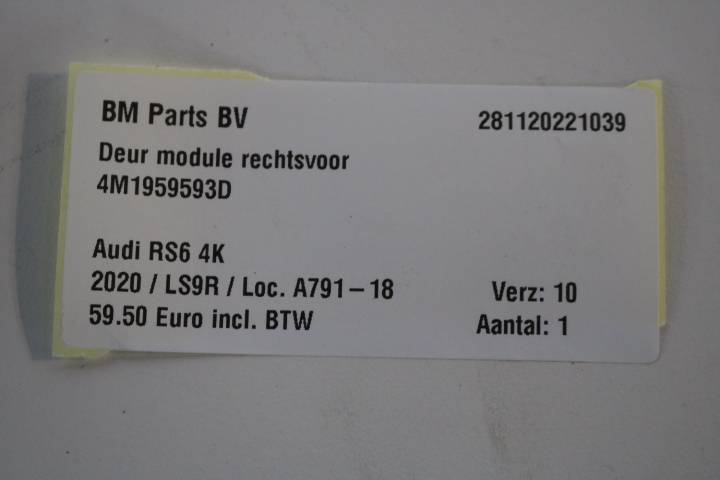 BM Parts BV 281120221039
Deur module rechtsvoor
4M1959593D
Audi RS6 4K
2020 / LS9R / Loc. A791-18 Verz: 10
59.50 Euro incl. BTW Aantal: 1